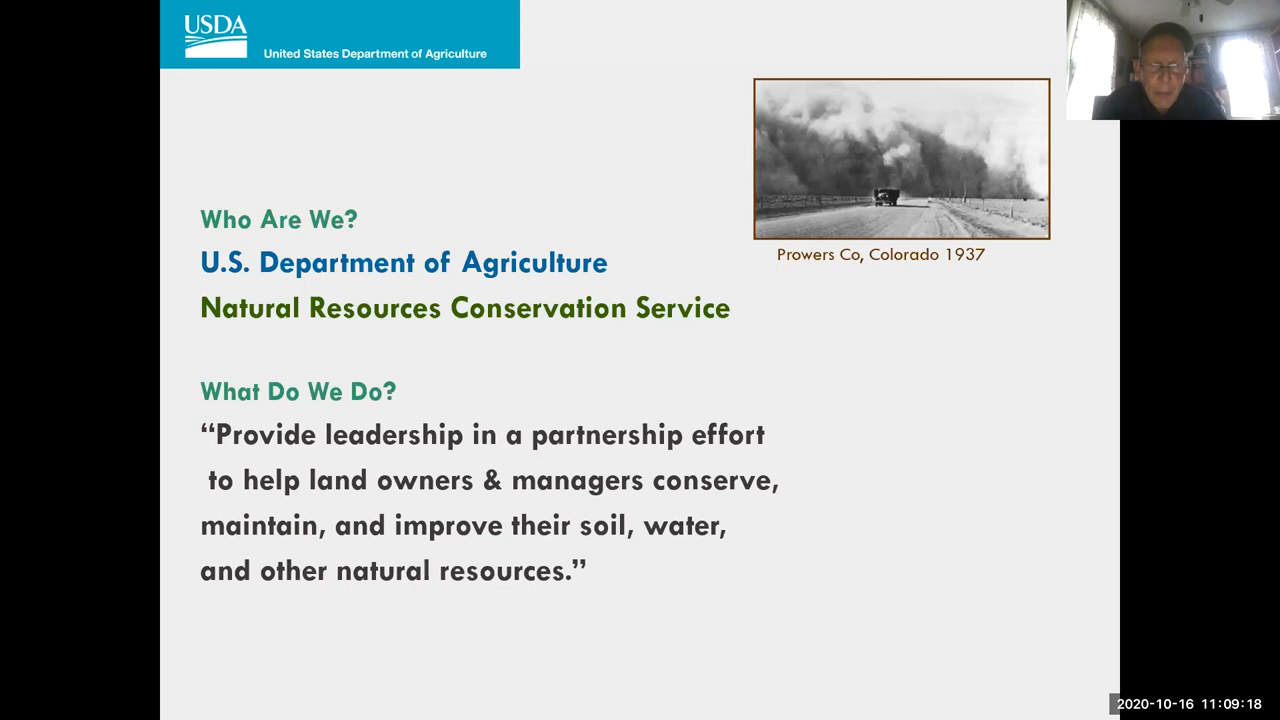 USDA
United States Department of Agriculture
Prowers Co, Colorado 1937
Who Are We?
U.S. Department of Agriculture
Natural Resources Conservation Service
What Do We Do?
“Provide leadership in a partnership effort
to help land owners & managers conserve,
maintain, and improve their soil, water,
and other natural resources.”
2020-10-16 11:09:18